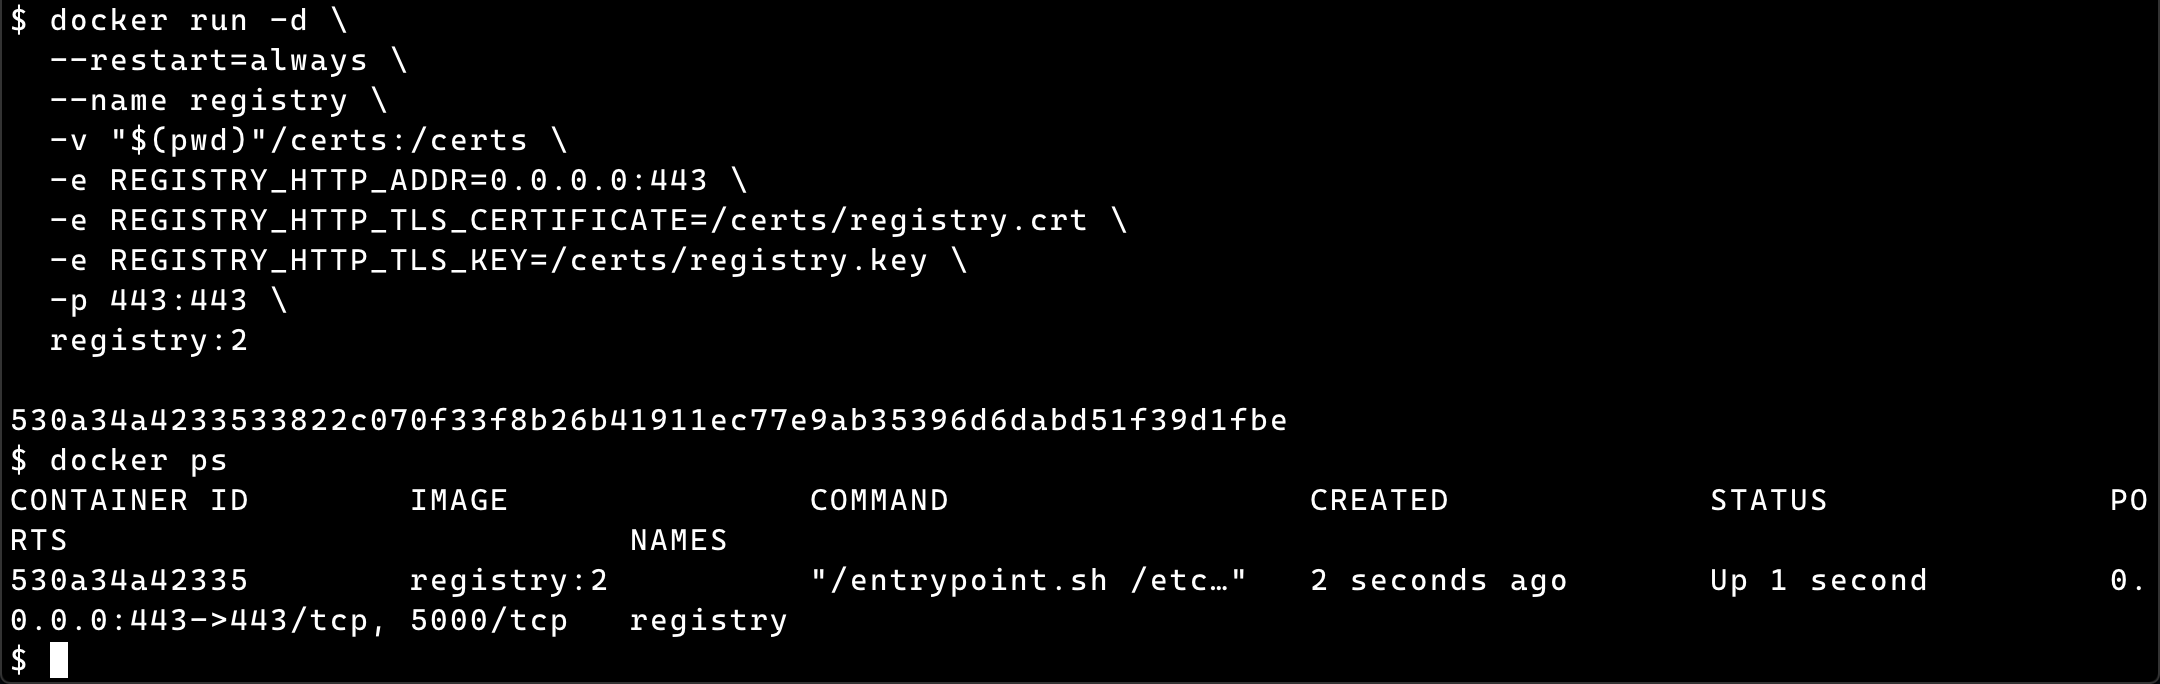 $ docker run -d \
  --restart=always \
  --name registry \
  -v "$(pwd)"/certs:/certs \
  -e REGISTRY_HTTP_ADDR=0.0.0.0:443 \
  -e REGISTRY_HTTP_TLS_CERTIFICATE=/certs/registry.crt \
  -e REGISTRY_HTTP_TLS_KEY=/certs/registry.key \
  -p 443:443 \
  registry:2

530a34a4233533822c070f33f8b26b41911ec77e9ab35396d6dabd51f39d1fbe
$ docker ps
CONTAINER ID        IMAGE               COMMAND                  CREATED             STATUS              PO
RTS                            NAMES
530a34a42335        registry:2          "/entrypoint.sh /etc…"   2 seconds ago       Up 1 second         0.
0.0.0:443->443/tcp, 5000/tcp   registry
$